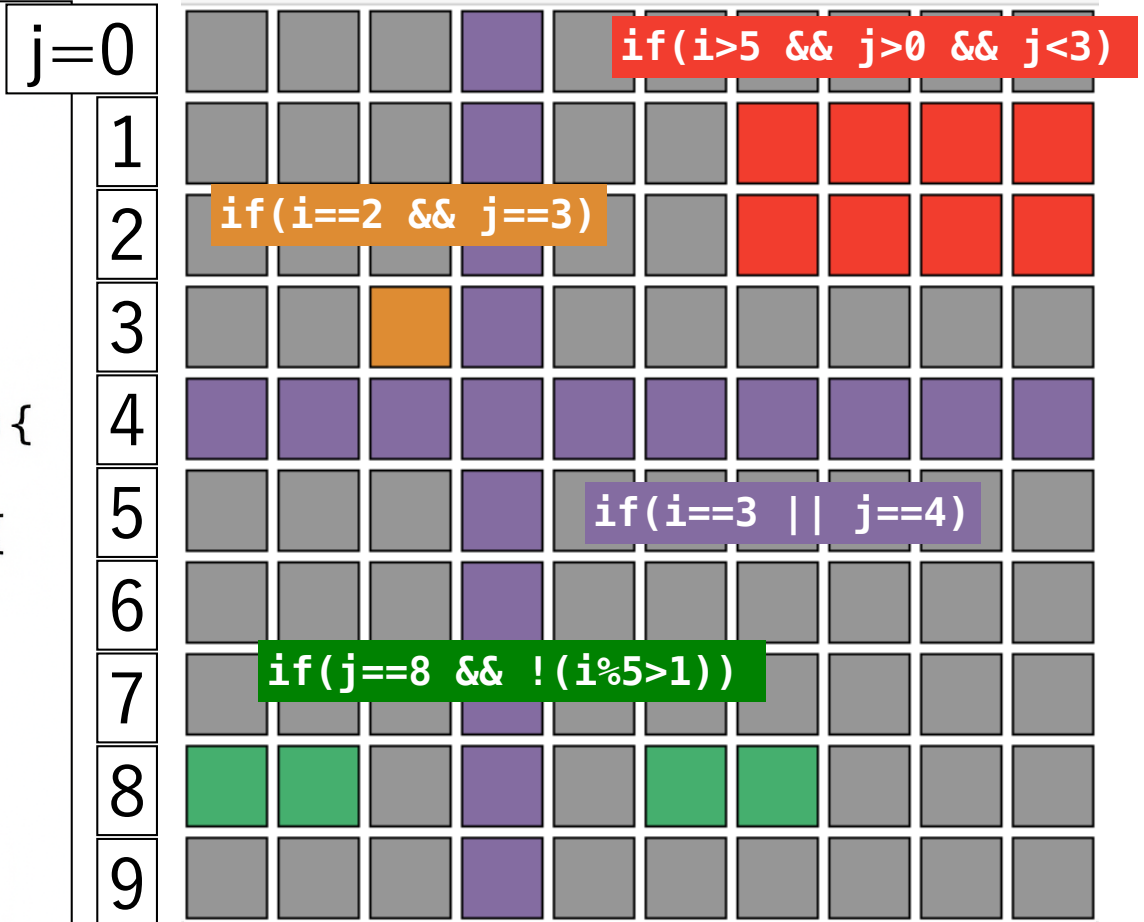 j=0
if(i>5 && j>0 && j<3)
1
2
if(i==2 && j==3)
3
4
{
5
if(i==3 || j==4)
6
if(j==8 && !(i%5>1))
7
8
9